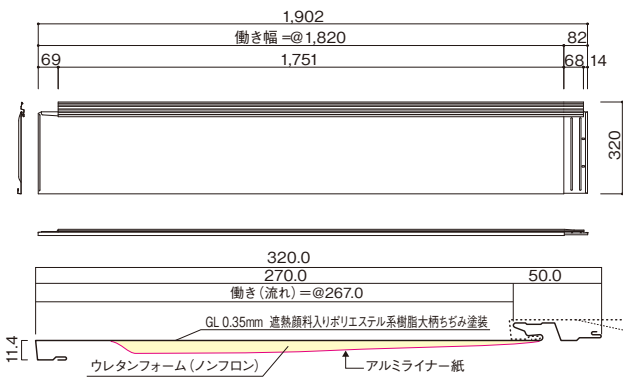 1,902
働き幅 =@1,820
82
69
1,751
68
14
320
320.0
270.0
50.0
働き(流れ)=@267.0
GL 0.35mm 遮熱顔料入りポリエステル系樹脂大柄ちぢみ塗装
11.4
ウレタンフォーム(ノンフロン)
アルミライナー紙